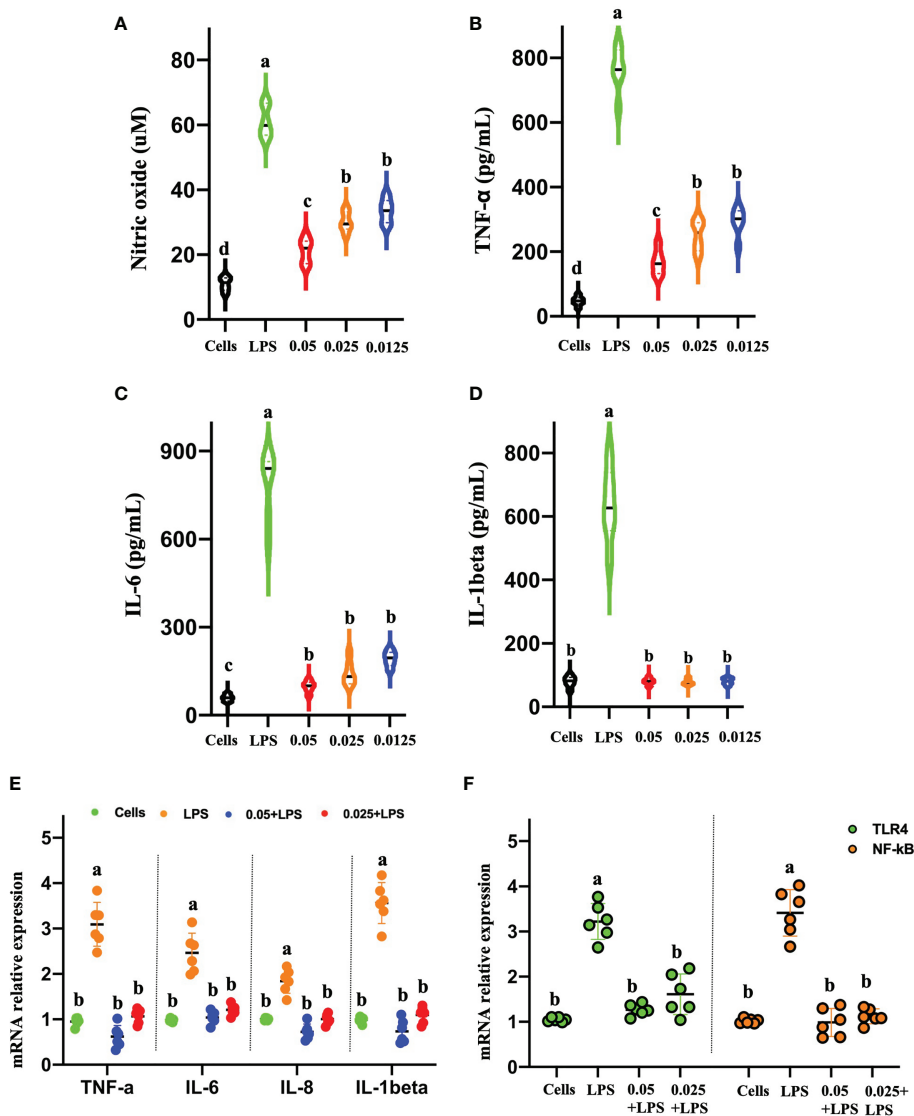 A
Nitric oxide (uM)
80
60
40
20
0
a
b
b
c
d
Cells LPS 0.05 0.025 0.0125
B
TNF-α (pg/mL)
800
600
400
200
0
a
b
b
c
d
Cells LPS 0.05 0.025 0.0125
C
IL-6 (pg/mL)
900
600
300
0
a
b
b
b
c
Cells LPS 0.05 0.025 0.0125
D
IL-1beta (pg/mL)
800
600
400
200
0
a
b b b b
Cells LPS 0.05 0.025 0.0125
E
Cells LPS 0.05+LPS 0.025+LPS
mRNA relative expression
5
4
3
2
1
0
a a a a
b b b b b b b b b b b b
TNF-a IL-6 IL-8 IL-1beta
F
TLR4
NF-kB
mRNA relative expression
5
4
3
2
1
0
a a
b b b b b b
Cells LPS 0.05 0.025 Cells LPS 0.05 0.025+
+LPS +LPS +LPS LPS